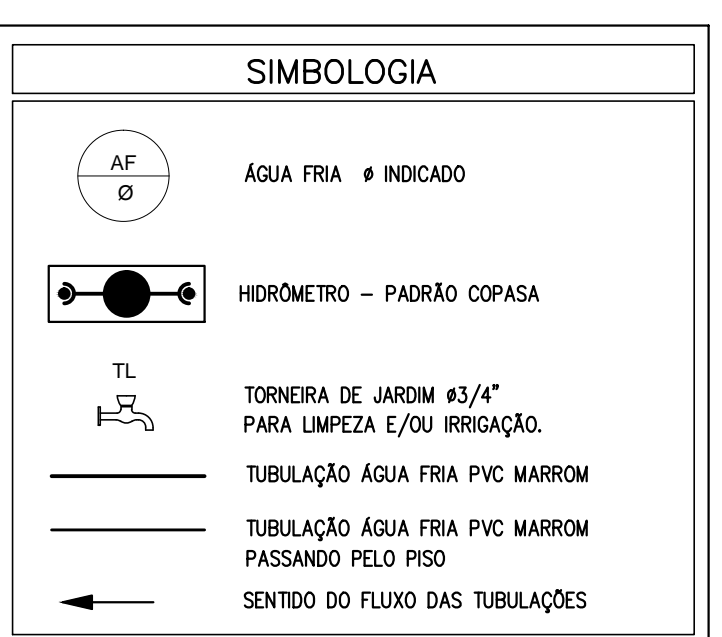 SIMBOLOGIA
AF
Ø
ÁGUA FRIA ø INDICADO
HIDRÔMETRO – PADRÃO COPASA
TL
TORNEIRA DE JARDIM ø3/4"
PARA LIMPEZA E/OU IRRIGAÇÃO.
TUBULAÇÃO ÁGUA FRIA PVC MARROM
TUBULAÇÃO ÁGUA FRIA PVC MARROM
PASSANDO PELO PISO
SENTIDO DO FLUXO DAS TUBULAÇÕES